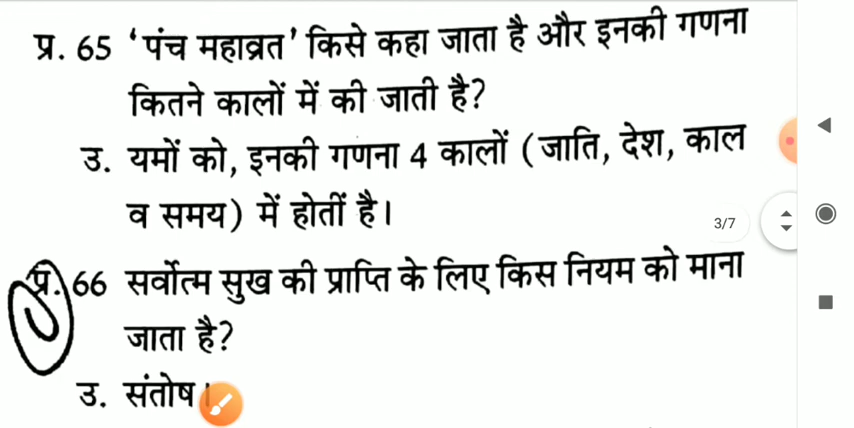 प्र. 65 ‘पंच महाव्रत’ किसे कहा जाता है और इनकी गणना
कितने कालों में की जाती है?
उ. यमों को, इनकी गणना 4 कालों (जाति, देश, काल
व समय) में होतीं है।
3/7
प्र. 66 सर्वोत्म सुख की प्राप्ति के लिए किस नियम को माना
जाता है?
उ. संतोष।